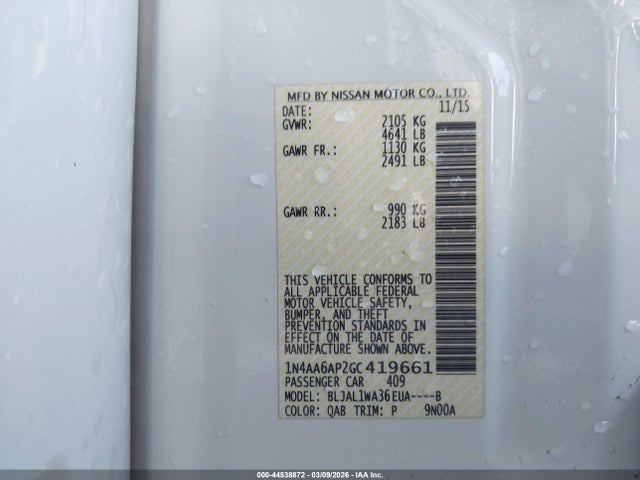 MFD BY NISSAN MOTOR CO., LTD.
DATE: 11/15
GVWR: 2105 KG
4641 LB
GAWR FR.: 1130 KG
2491 LB
GAWR RR.: 990 KG
2183 LB
THIS VEHICLE CONFORMS TO
ALL APPLICABLE FEDERAL
MOTOR VEHICLE SAFETY,
BUMPER, AND THEFT
PREVENTION STANDARDS IN
EFFECT ON THE DATE OF
MANUFACTURE SHOWN ABOVE.
1N4AA6AP2GC419661
PASSENGER CAR 409
MODEL: BLJAL1WA36EUA----B
COLOR: QAB TRIM: P 9N00A
000-44538872 - 03/09/2026 - IAA Inc.